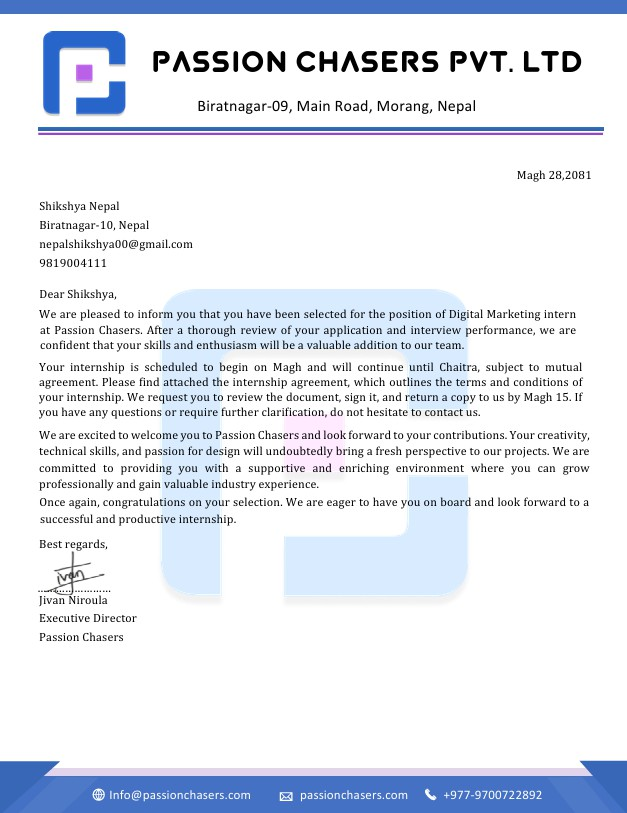 PASSION CHASERS PVT. LTD
Biratnagar-09, Main Road, Morang, Nepal
Magh 28,2081
Shikshya Nepal
Biratnagar-10, Nepal
nepalshikshya00@gmail.com
9819004111
Dear Shikshya,
We are pleased to inform you that you have been selected for the position of Digital Marketing intern
at Passion Chasers. After a thorough review of your application and interview performance, we are
confident that your skills and enthusiasm will be a valuable addition to our team.
Your internship is scheduled to begin on Magh and will continue until Chaitra, subject to mutual
agreement. Please find attached the internship agreement, which outlines the terms and conditions of
your internship. We request you to review the document, sign it, and return a copy to us by Magh 15. If
you have any questions or require further clarification, do not hesitate to contact us.
We are excited to welcome you to Passion Chasers and look forward to your contributions. Your creativity,
technical skills, and passion for design will undoubtedly bring a fresh perspective to our projects. We are
committed to providing you with a supportive and enriching environment where you can grow
professionally and gain valuable industry experience.
Once again, congratulations on your selection. We are eager to have you on board and look forward to a
successful and productive internship.
Best regards,
jvan
........................
Jivan Niroula
Executive Director
Passion Chasers
Info@passionchasers.com passionchasers.com +977-9700722892